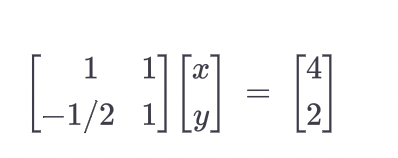 [1 1] [x] = [4]
[−1/2 1] [y] [2]